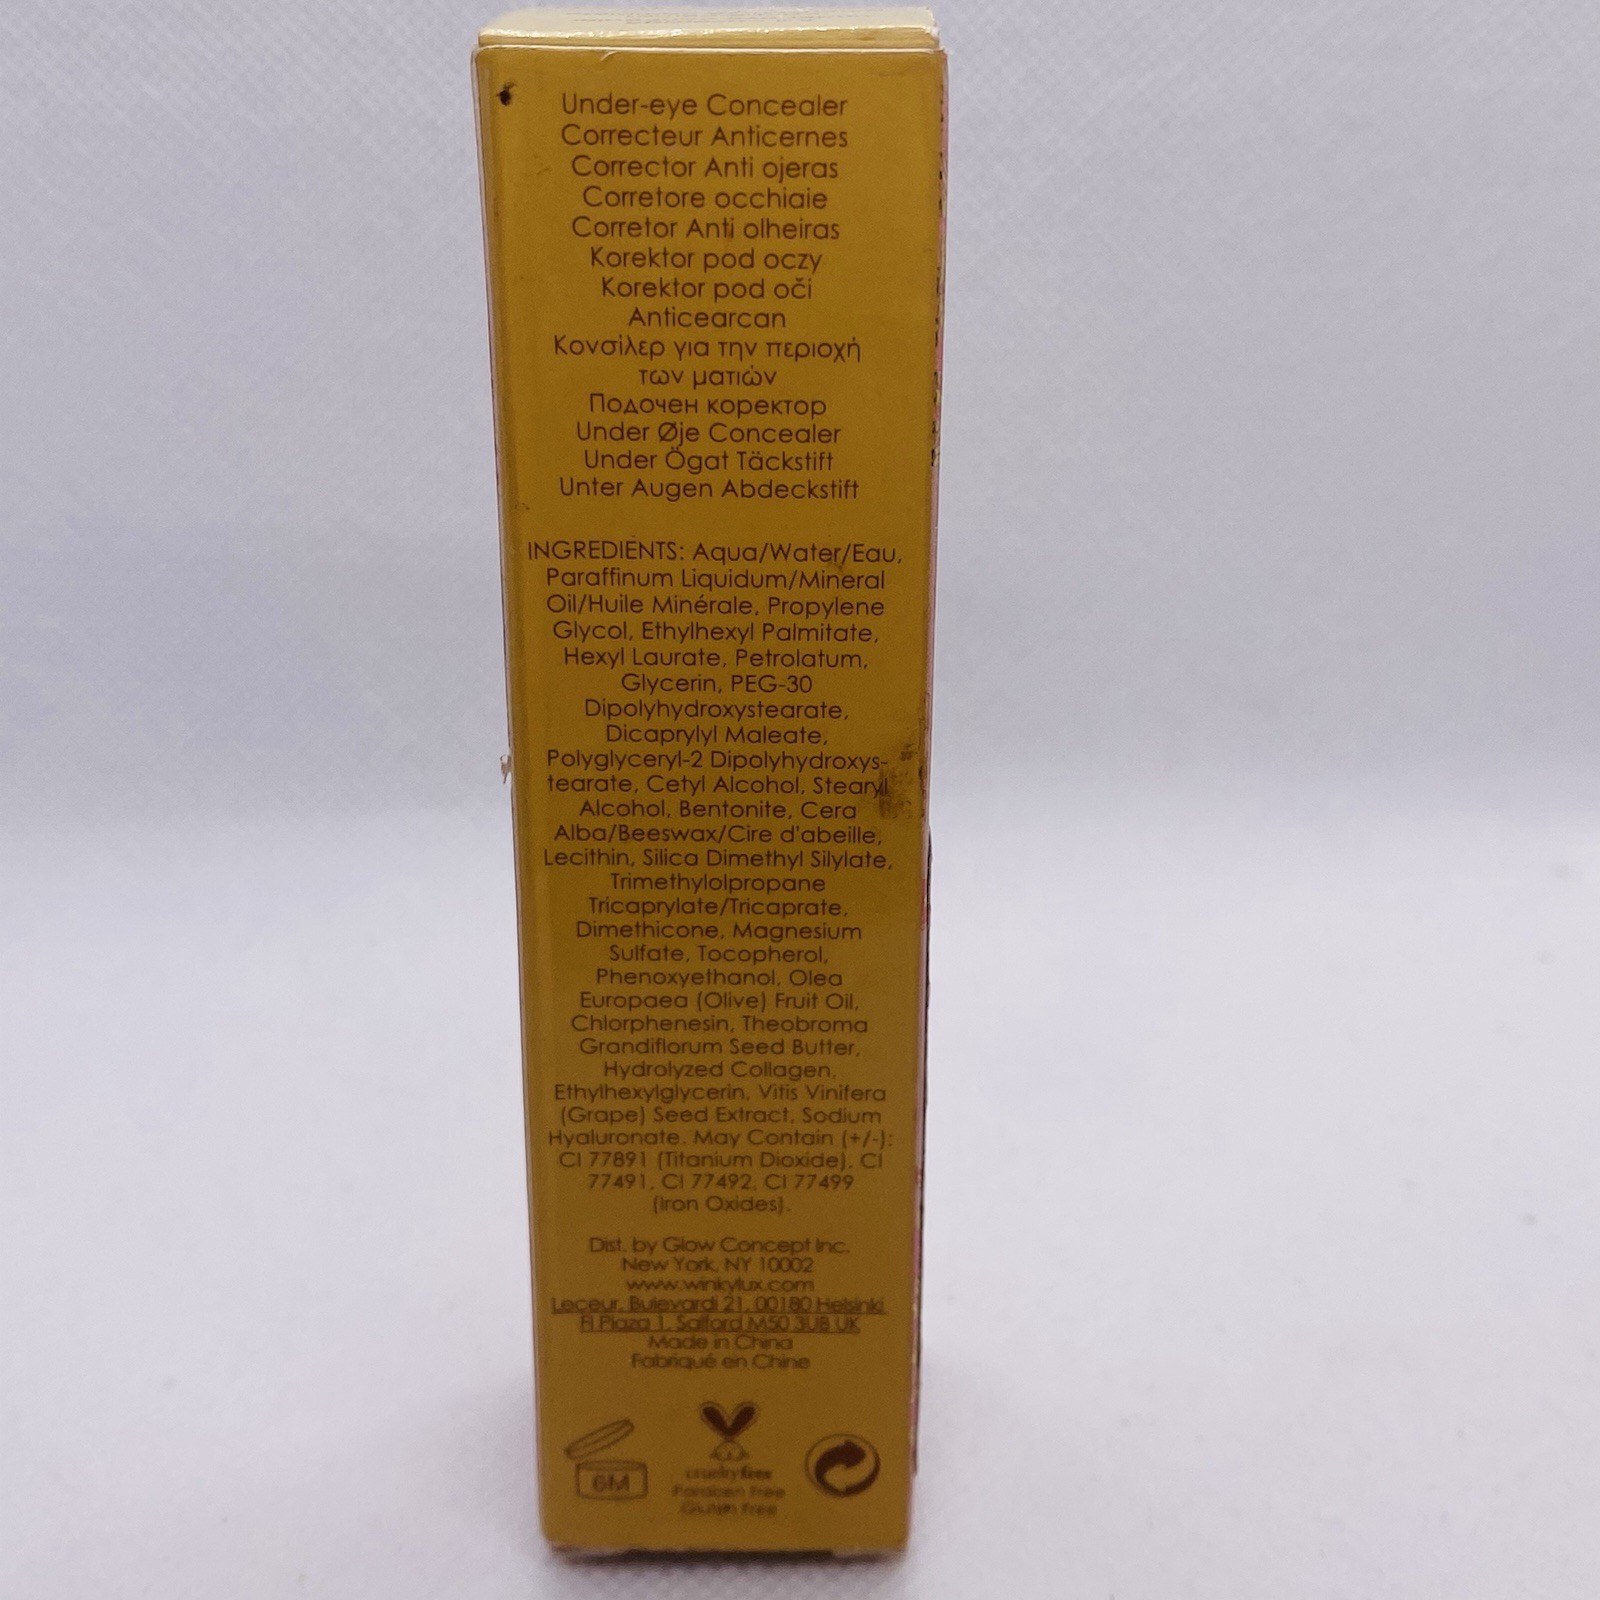 Under-eye Concealer
Correcteur Anticernes
Corrector Anti ojeras
Corretore occhiaie
Corretor Anti olheiras
Korektor pod oczy
Korektor pod oči
Anticearcan
Κονσίλερ για την περιοχή
των ματιών
Подочен коректор
Under Øje Concealer
Under Ögat Täckstift
Unter Augen Abdeckstift
INGREDIENTS: Aqua/Water/Eau,
Paraffinum Liquidum/Mineral
Oil/Huile Minérale, Propylene
Glycol, Ethylhexyl Palmitate,
Hexyl Laurate, Petrolatum,
Glycerin, PEG-30
Dipolyhydroxystearate,
Dicaprylyl Maleate,
Polyglyceryl-2 Dipolyhydroxys-
tearate, Cetyl Alcohol, Stearyl
Alcohol, Bentonite, Cera
Alba/Beeswax/Cire d'abeille,
Lecithin, Silica Dimethyl Silylate,
Trimethylolpropane
Tricaprylate/Tricaprate,
Dimethicone, Magnesium
Sulfate, Tocopherol,
Phenoxyethanol, Olea
Europaea (Olive) Fruit Oil,
Chlorphenesin, Theobroma
Grandiflorum Seed Butter,
Hydrolyzed Collagen,
Ethylhexylglycerin, Vitis Vinifera
(Grape) Seed Extract, Sodium
Hyaluronate. May Contain (+/-):
CI 77891 (Titanium Dioxide), CI
77491, CI 77492, CI 77499
(Iron Oxides).
Dist. by Glow Concept Inc.
New York, NY 10002
www.winkylux.com
Leceur, Bulevardi 21, 00180 Helsinki
FI Plaza 1, Salford M50 3UB UK
Made in China
Fabriqué en Chine
6M
crueltyfree
Paraben Free
Gluten Free